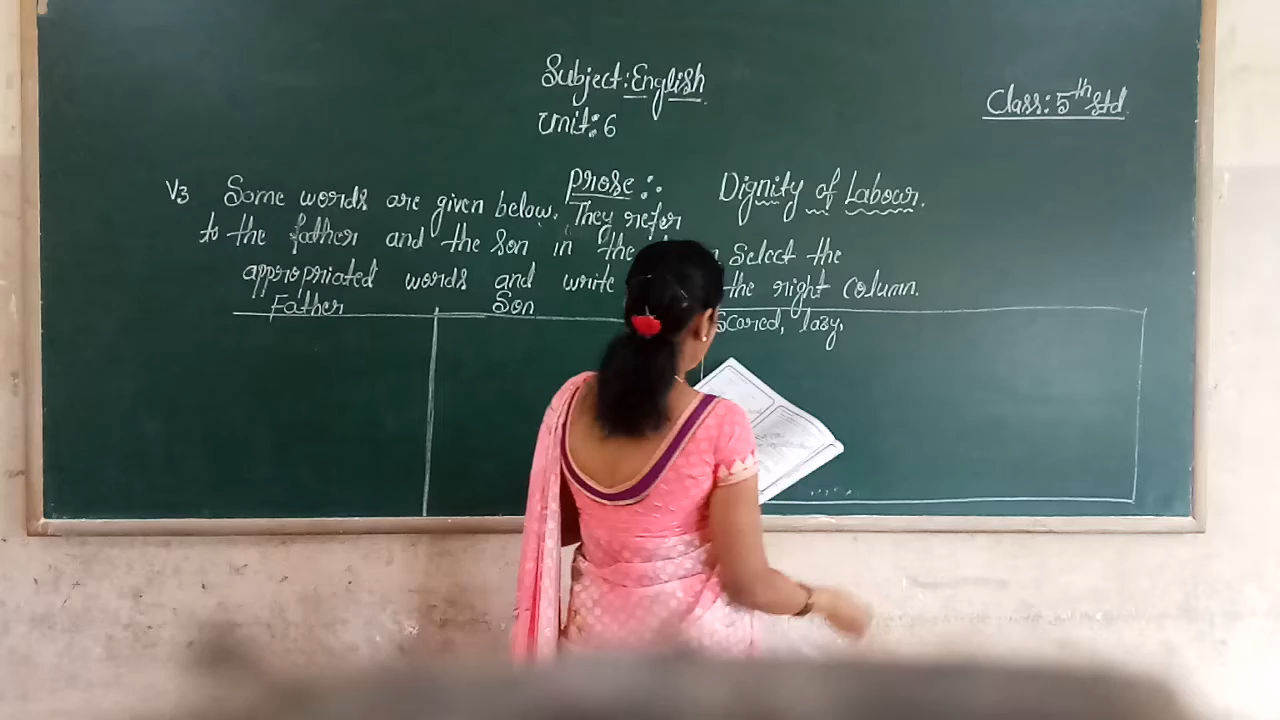 Subject: English
Unit: 6
Class: 5th Std
Prose :. Dignity of Labour.
V3 Some words are given below. They refer
to the father and the Son in the Select the
appropriated words and write the right column.
Father Son
Scared, lazy,